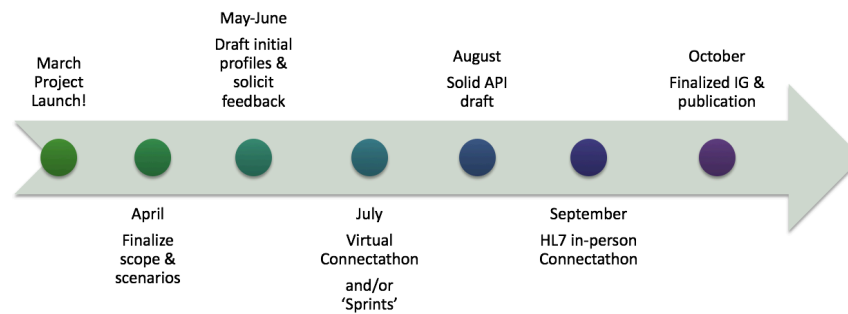 March
Project
Launch!
April
Finalize
scope &
scenarios
May-June
Draft initial
profiles &
solicit
feedback
July
Virtual
Connectathon
and/or
‘Sprints’
August
Solid API
draft
September
HL7 in-person
Connectathon
October
Finalized IG &
publication